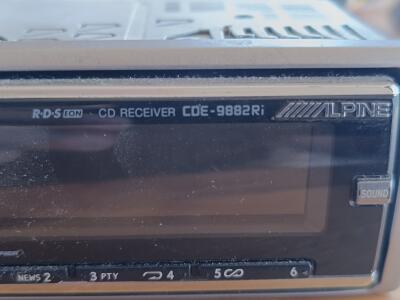 R·D·S EON CD RECEIVER CDE-9882Ri ALPINE
SOUND
NEWS 2 3 PTY 4 5 6